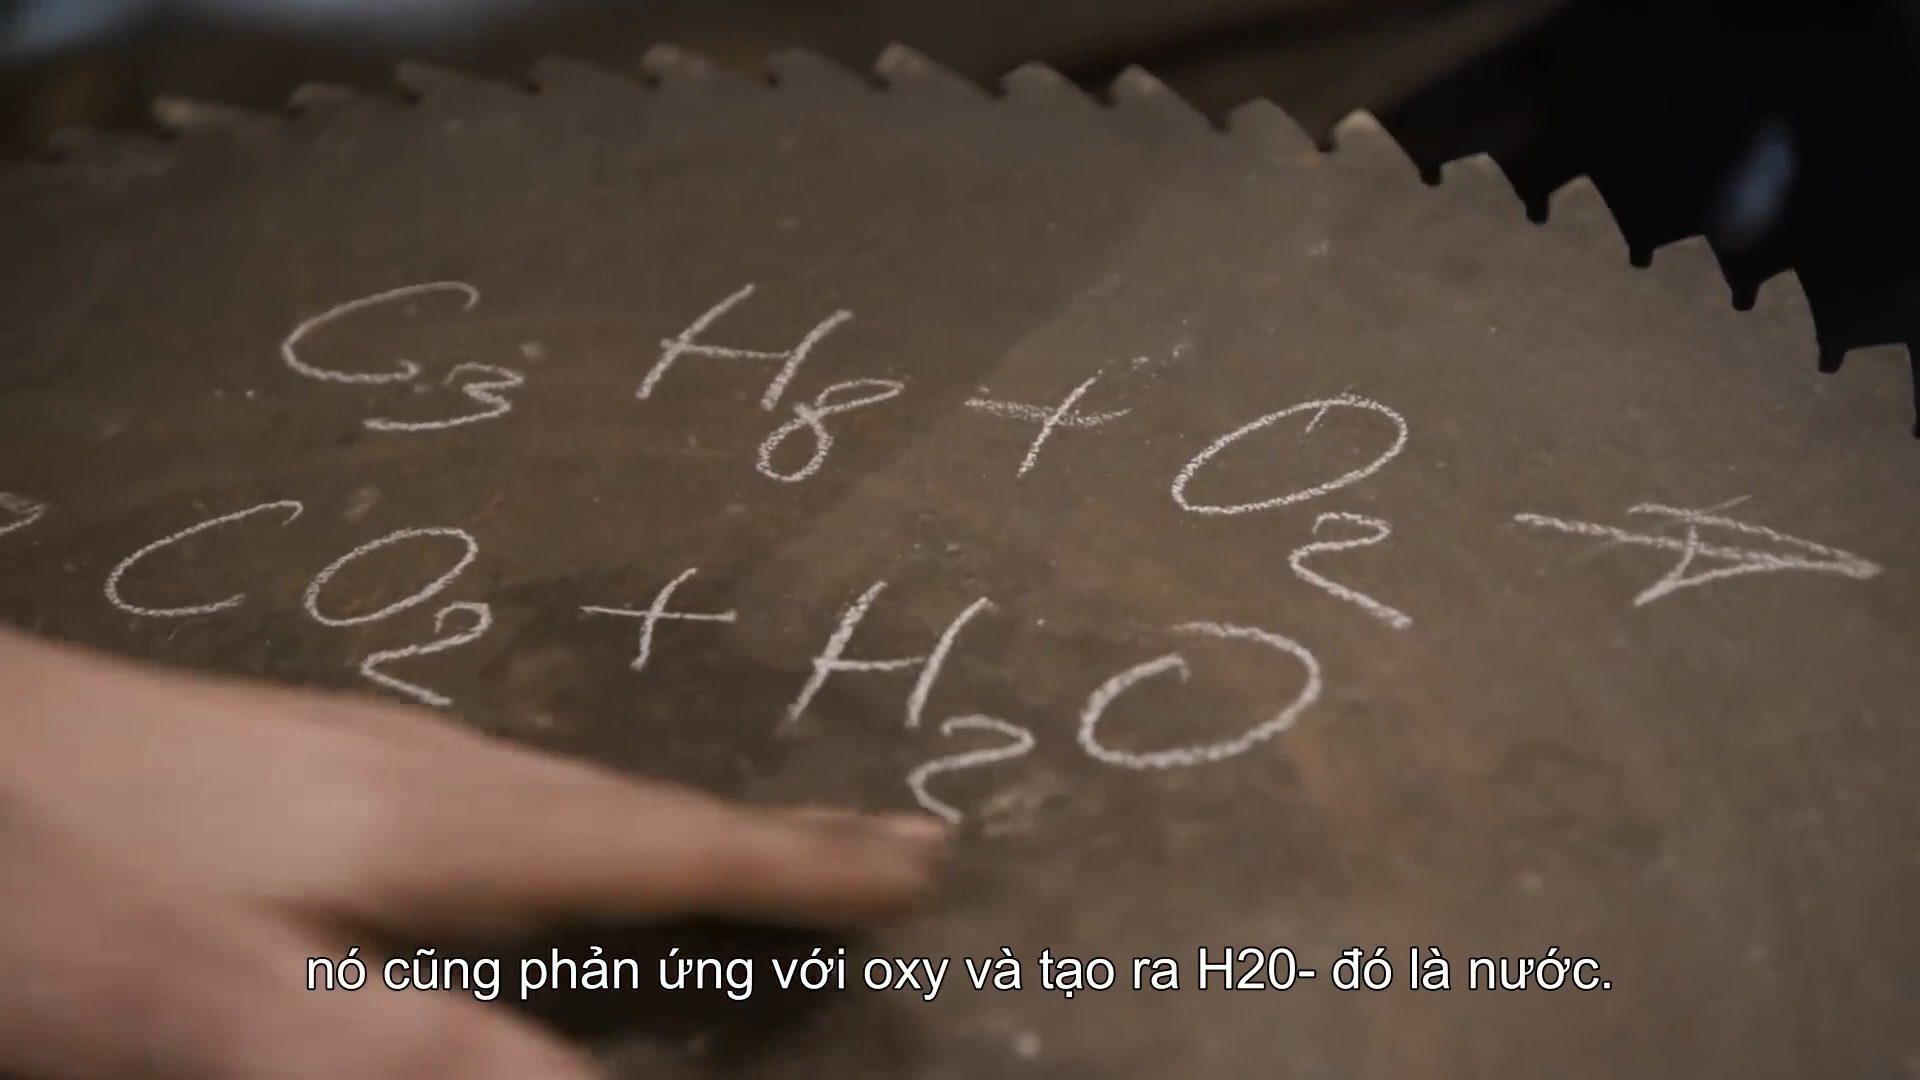 C3 H8 + O2 →
CO2 + H2O
nó cũng phản ứng với oxy và tạo ra H20- đó là nước.